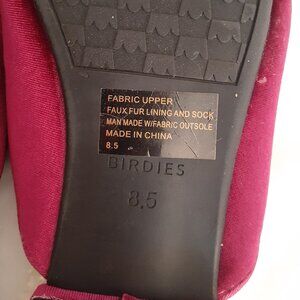 FABRIC UPPER
FAUX FUR LINING AND SOCK
MAN MADE W/FABRIC OUTSOLE
MADE IN CHINA
8.5
BIRDIES
8.5